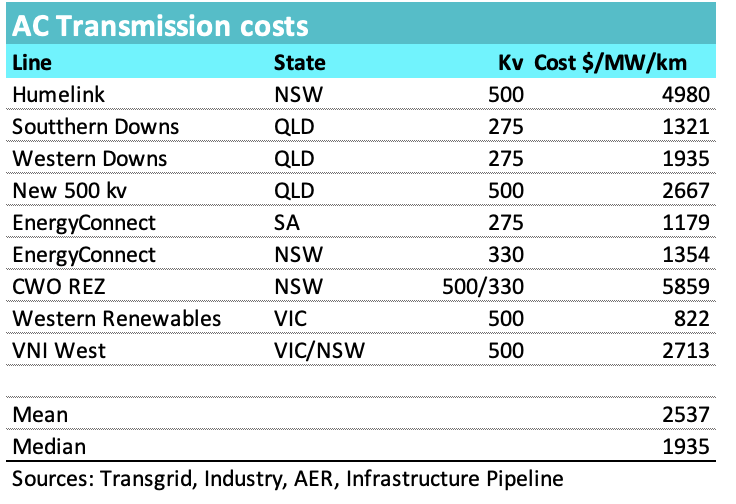 AC Transmission costs
Line State Kv Cost $/MW/km
Humelink NSW 500 4980
Soutthern Downs QLD 275 1321
Western Downs QLD 275 1935
New 500 kv QLD 500 2667
EnergyConnect SA 275 1179
EnergyConnect NSW 330 1354
CWO REZ NSW 500/330 5859
Western Renewables VIC 500 822
VNI West VIC/NSW 500 2713
Mean 2537
Median 1935
Sources: Transgrid, Industry, AER, Infrastructure Pipeline